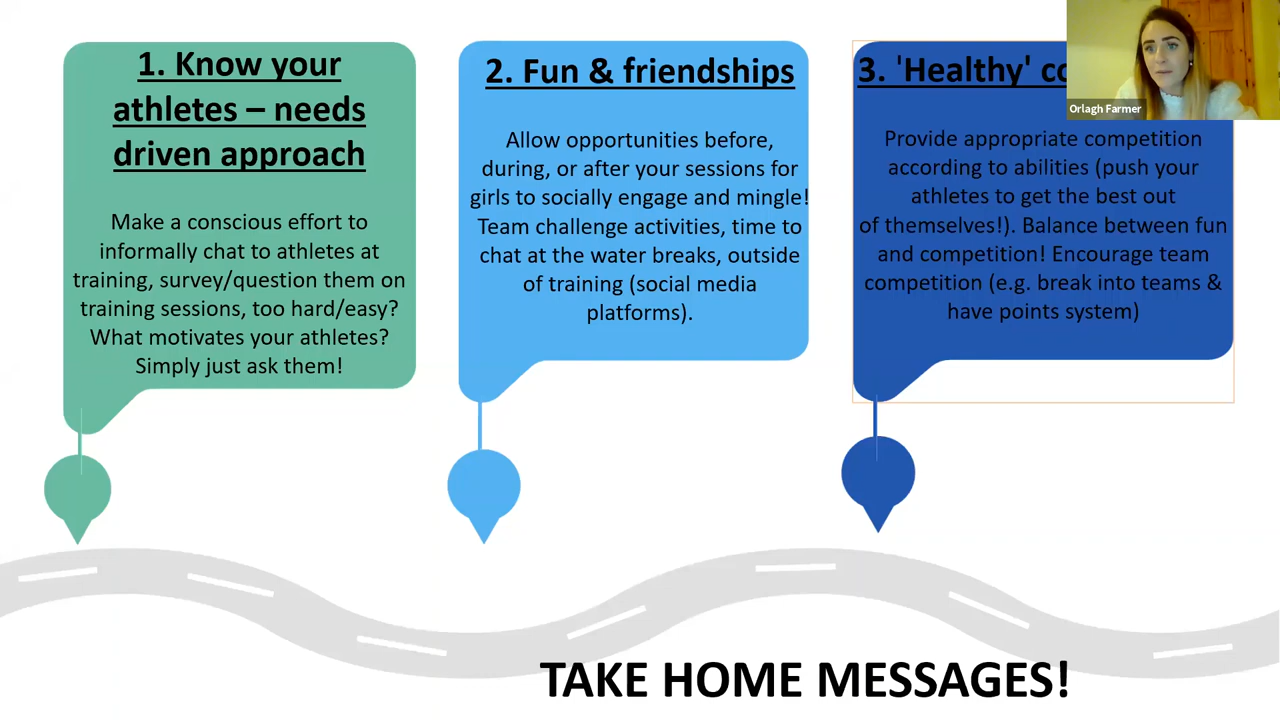 1. Know your
athletes – needs
driven approach
Make a conscious effort to
informally chat to athletes at
training, survey/question them on
training sessions, too hard/easy?
What motivates your athletes?
Simply just ask them!
2. Fun & friendships
Allow opportunities before,
during, or after your sessions for
girls to socially engage and mingle!
Team challenge activities, time to
chat at the water breaks, outside
of training (social media
platforms).
3. 'Healthy'
Provide appropriate competition
according to abilities (push your
athletes to get the best out
of themselves!). Balance between fun
and competition! Encourage team
competition (e.g. break into teams &
have points system)
Orlagh Farmer
TAKE HOME MESSAGES!